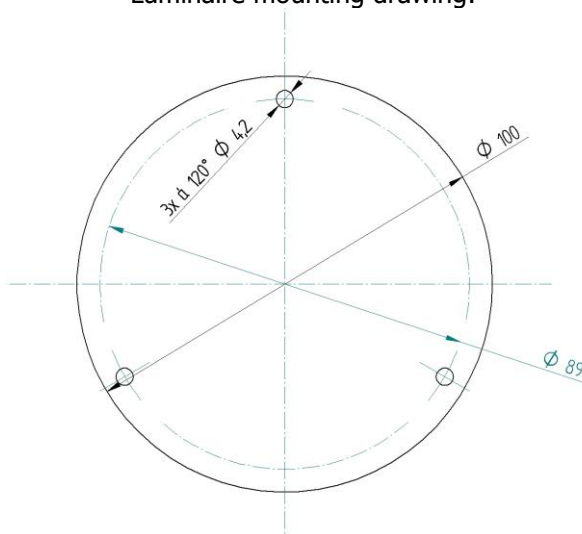 Luminaire mounting drawing.
3x à 120° ϕ 4,2
ϕ 100
ϕ 89